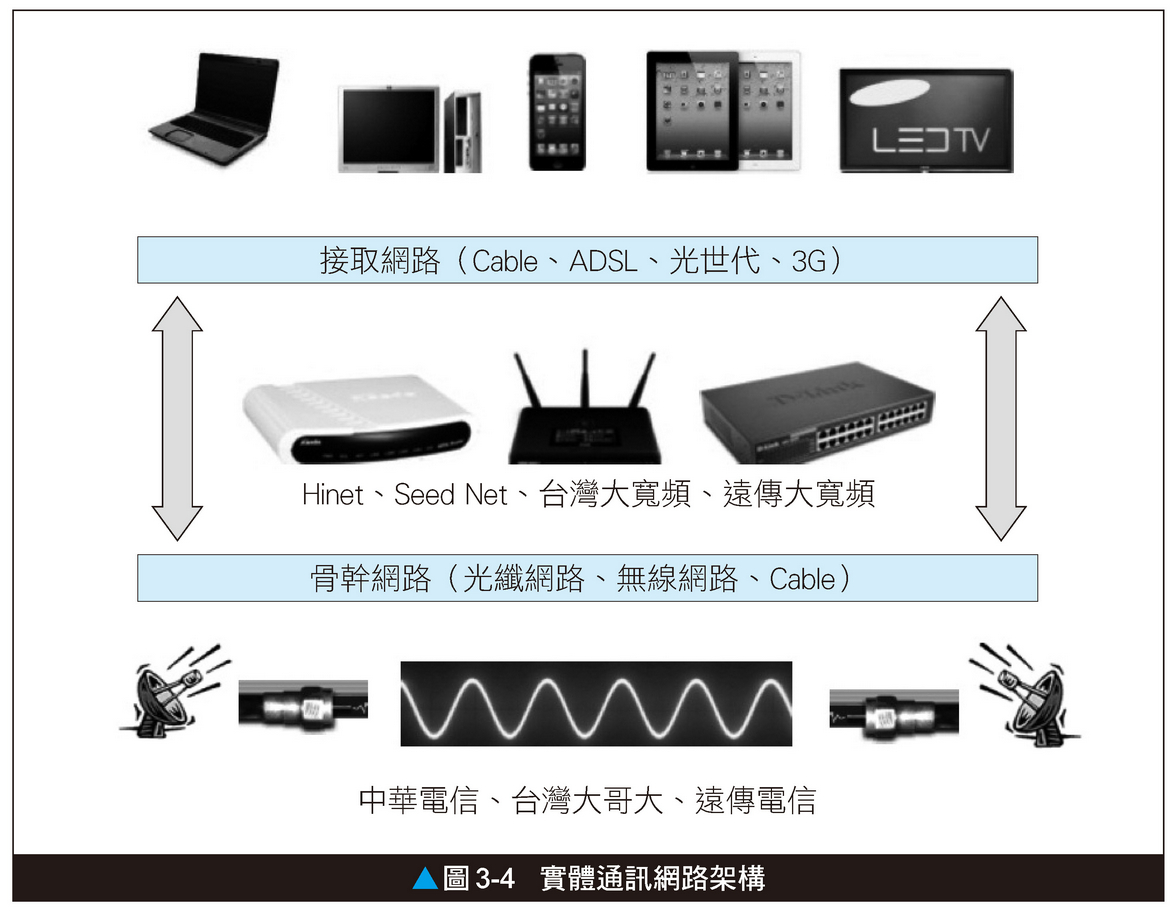 LED TV
接取網路（Cable、ADSL、光世代、3G）
Hinet、Seed Net、台灣大寬頻、遠傳大寬頻
骨幹網路（光纖網路、無線網路、Cable）
中華電信、台灣大哥大、遠傳電信
▲圖 3-4　實體通訊網路架構